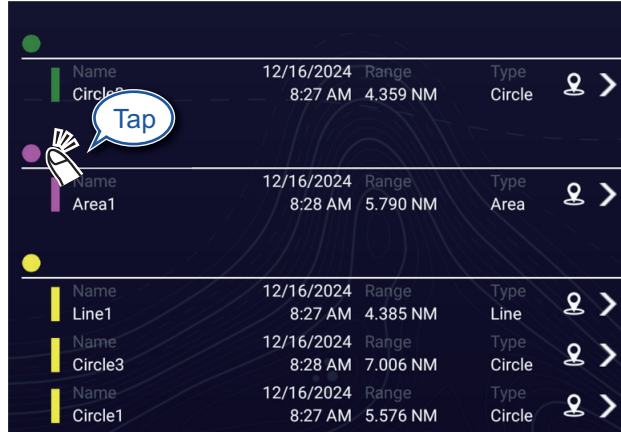 Name 12/16/2024 Range Type
8:27 AM 4.359 NM Circle
Tap
Name 12/16/2024 Range Type
Area1 8:28 AM 5.790 NM Area
Name 12/16/2024 Range Type
Line1 8:27 AM 4.385 NM Line
Name 12/16/2024 Range Type
Circle3 8:28 AM 7.006 NM Circle
Name 12/16/2024 Range Type
Circle1 8:27 AM 5.576 NM Circle